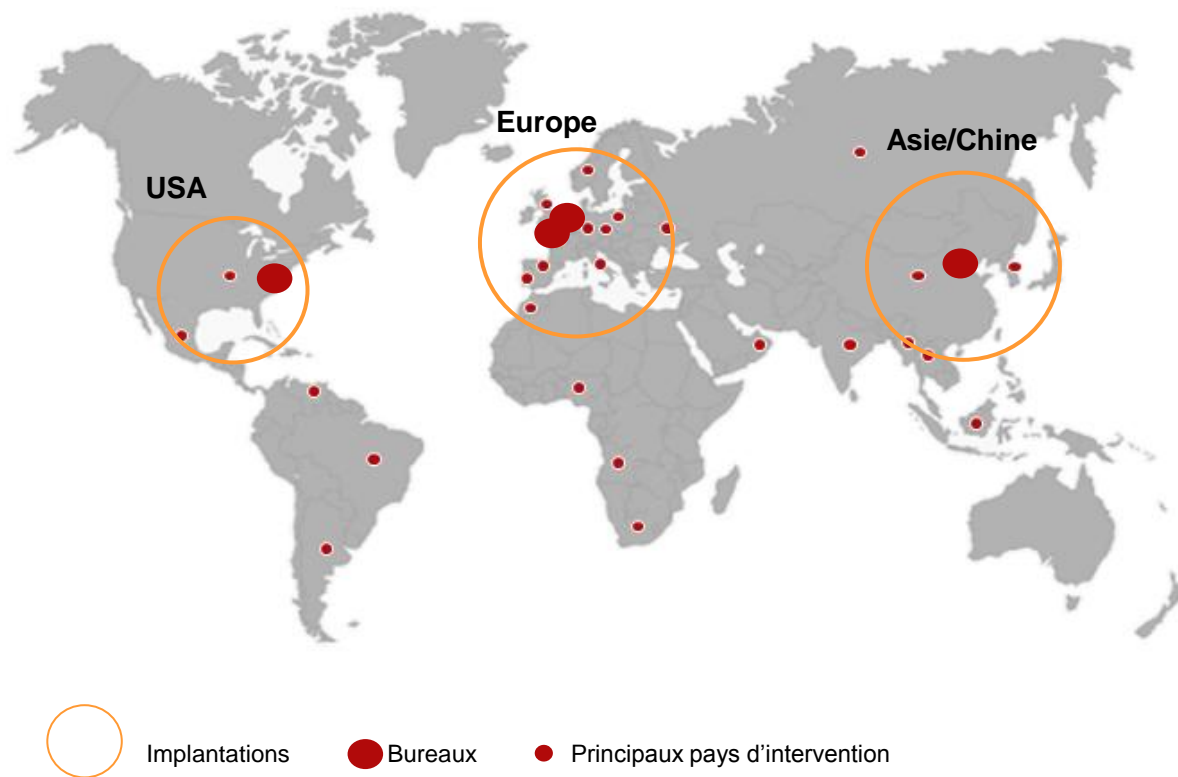 Europe
Asie/Chine
USA
Implantations
Bureaux
Principaux pays d’intervention